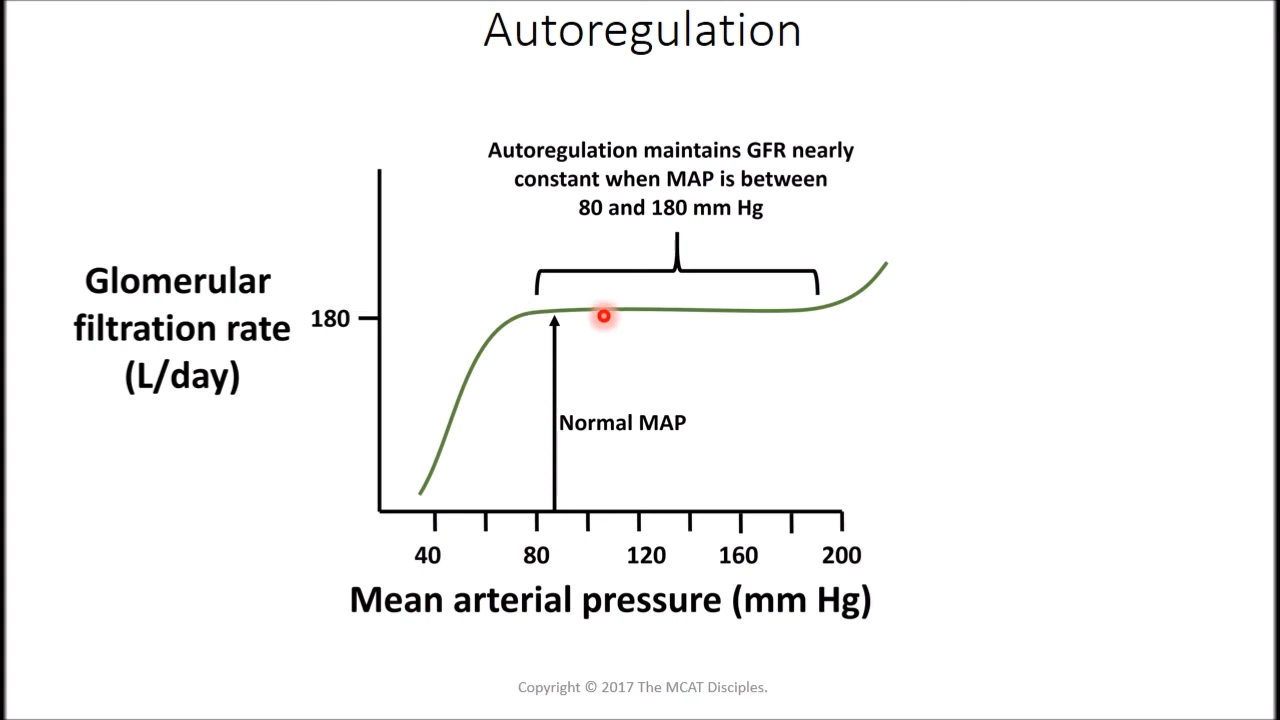 Autoregulation
Autoregulation maintains GFR nearly
constant when MAP is between
80 and 180 mm Hg
Glomerular
filtration rate
(L/day)
180
Normal MAP
40 80 120 160 200
Mean arterial pressure (mm Hg)
Copyright © 2017 The MCAT Disciples.